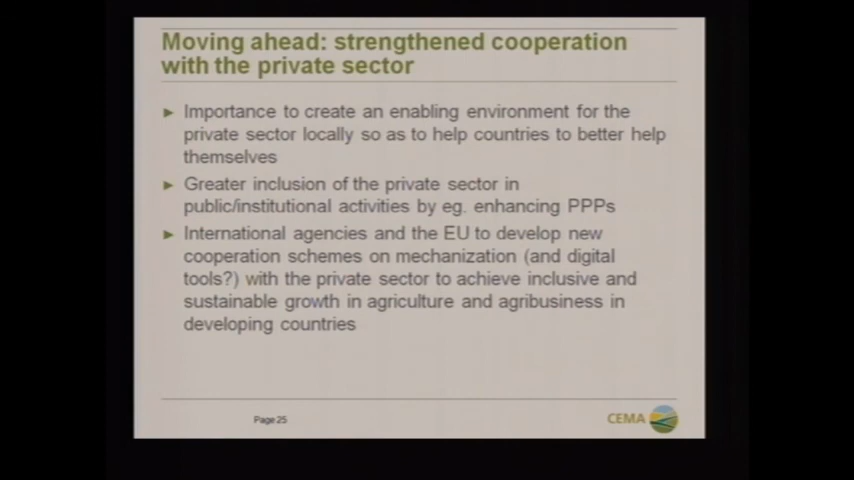 Moving ahead: strengthened cooperation
with the private sector
► Importance to create an enabling environment for the
private sector locally so as to help countries to better help
themselves
► Greater inclusion of the private sector in
public/institutional activities by eg. enhancing PPPs
► International agencies and the EU to develop new
cooperation schemes on mechanization (and digital
tools?) with the private sector to achieve inclusive and
sustainable growth in agriculture and agribusiness in
developing countries
Page 25
CEMA